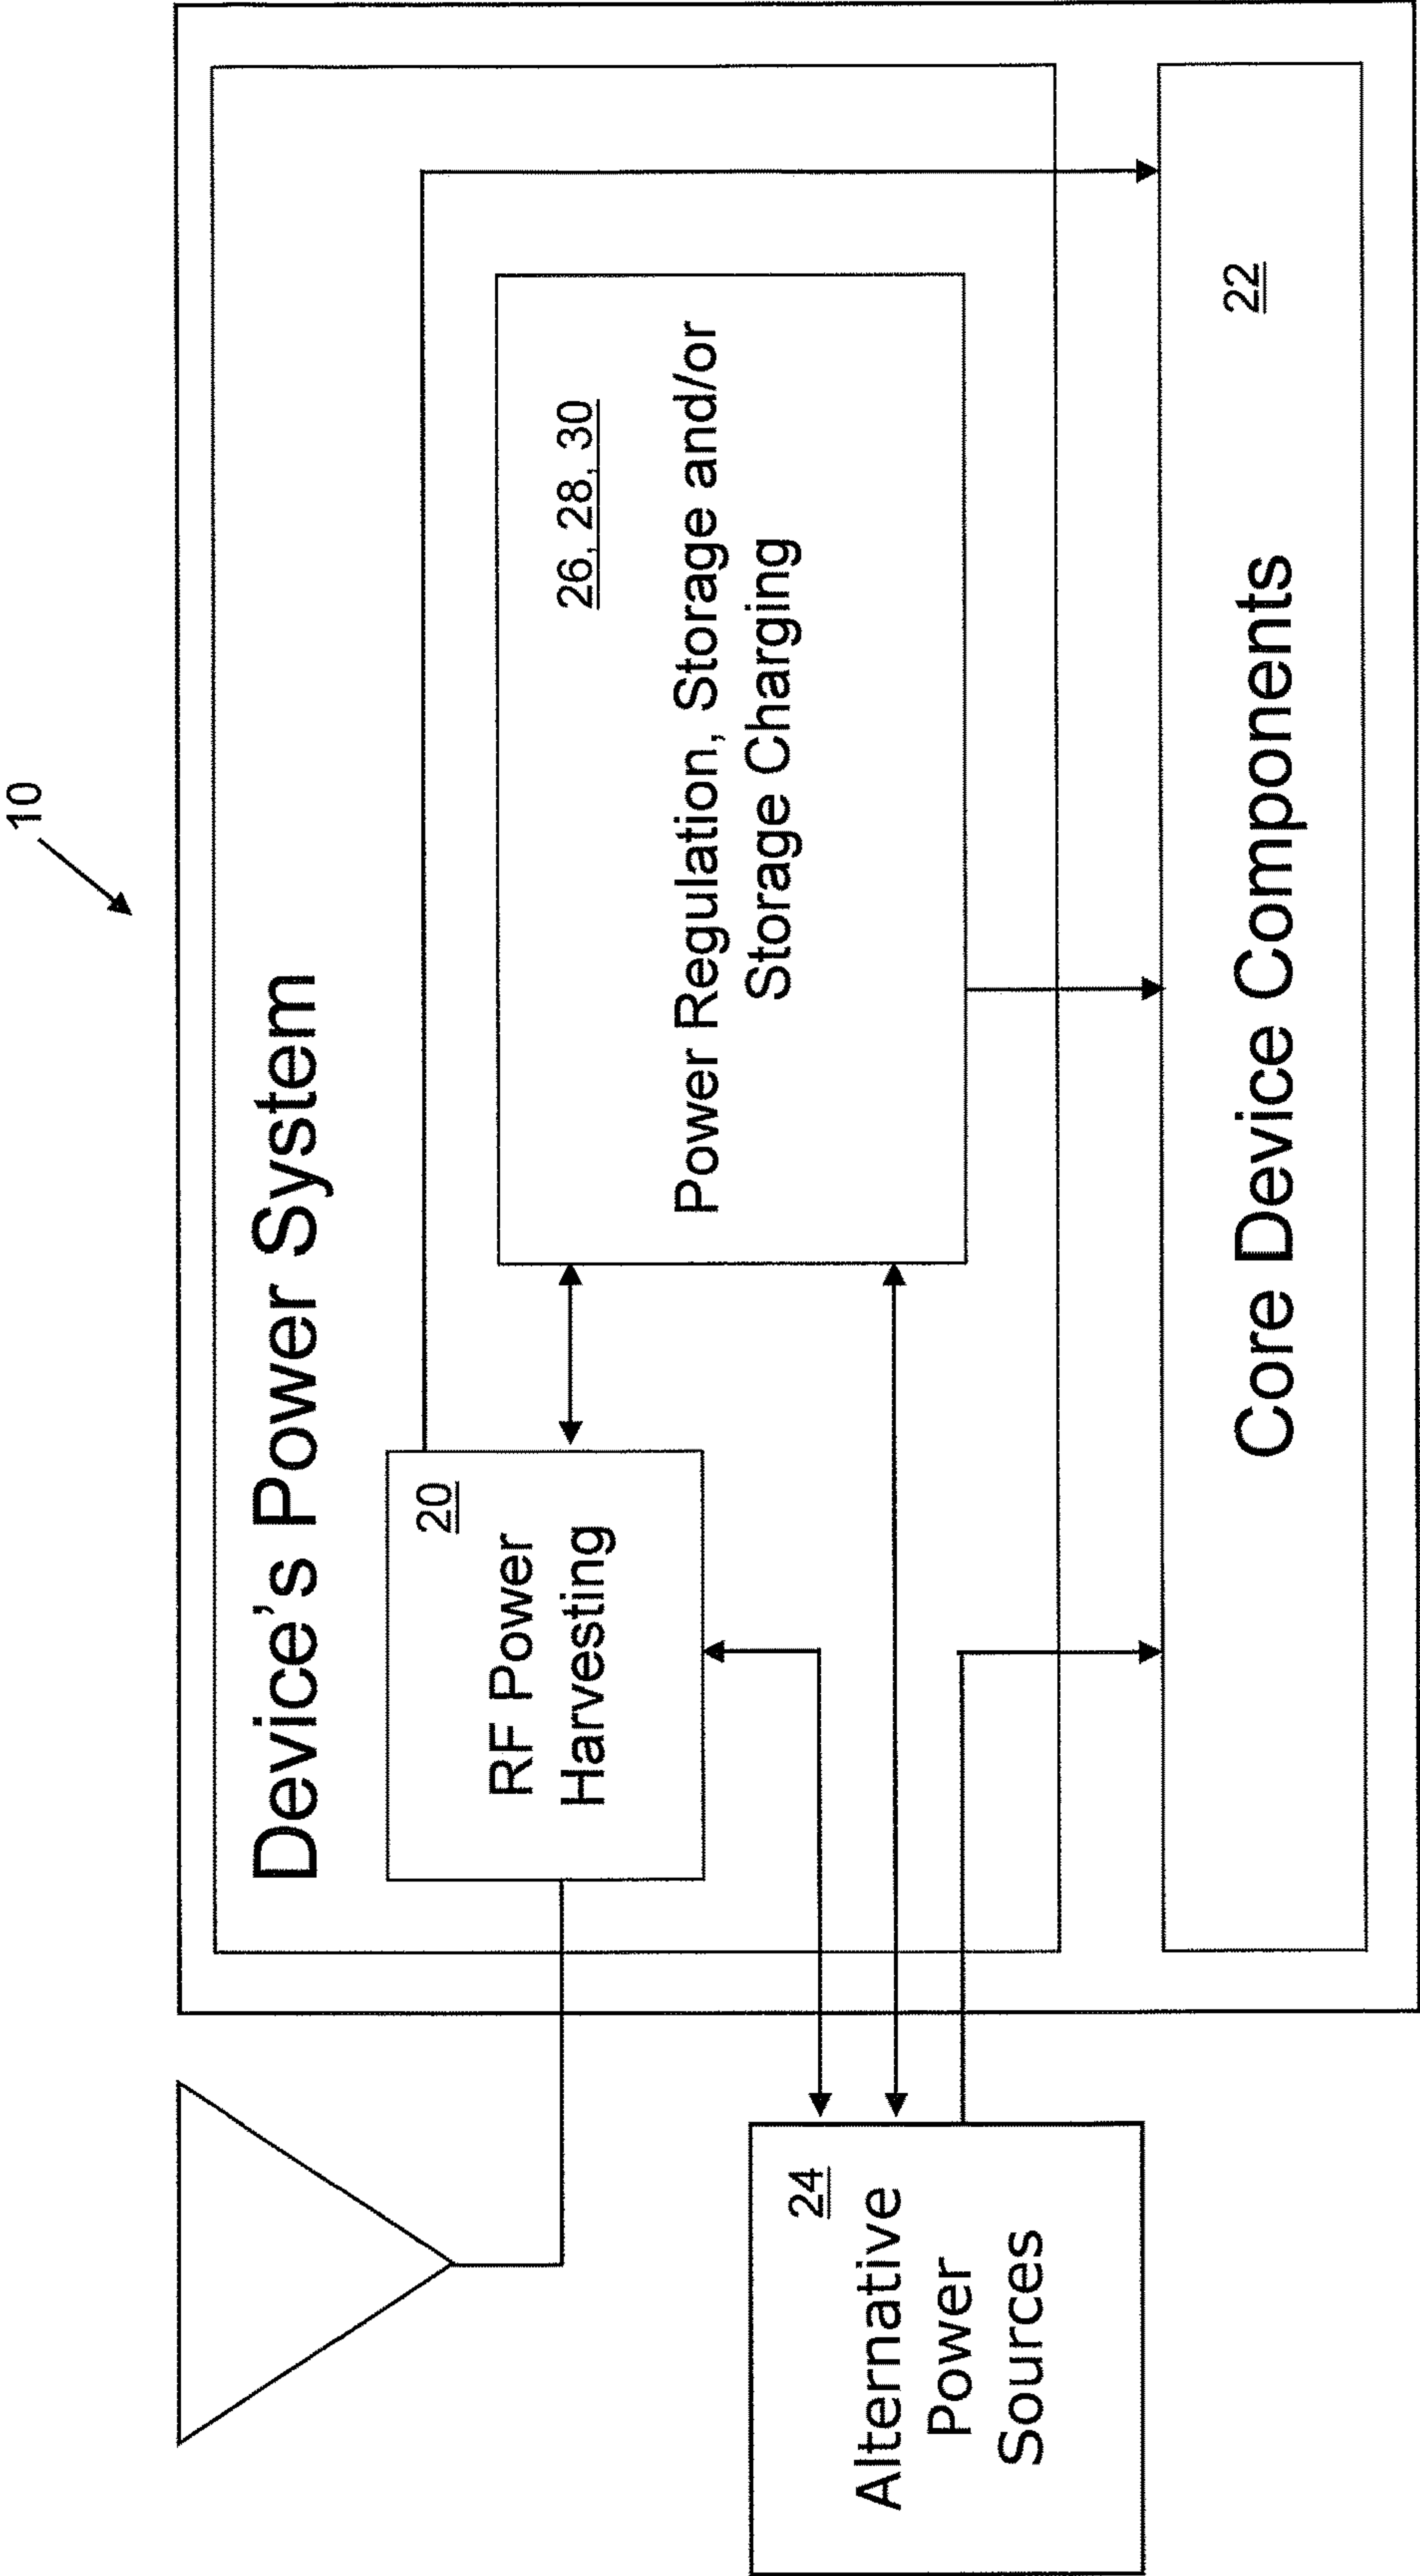 10
Device's Power System
20
RF Power
Harvesting
26, 28, 30
Power Regulation, Storage and/or
Storage Charging
24
Alternative
Power
Sources
22
Core Device Components